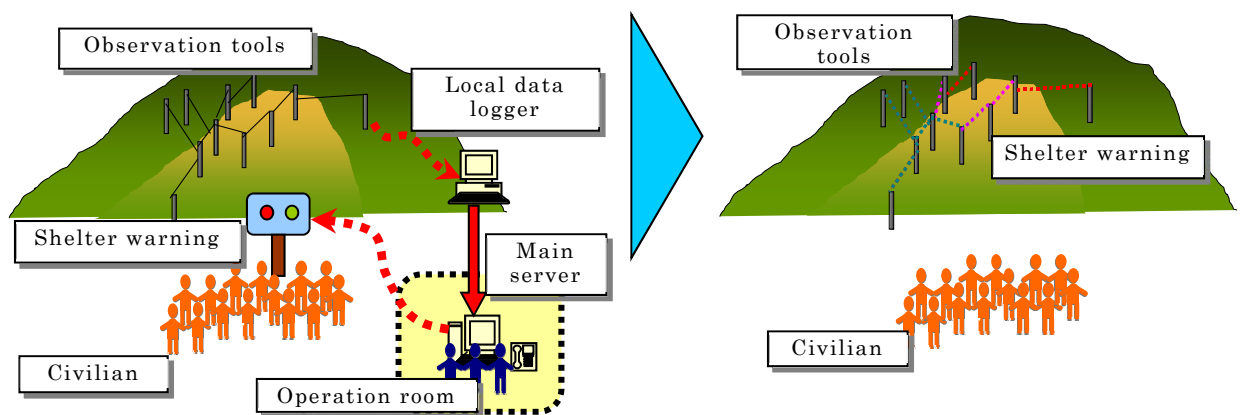 Observation tools
Local data
logger
Shelter warning
Main
server
Civilian
Operation room
Observation
tools
Shelter warning
Civilian